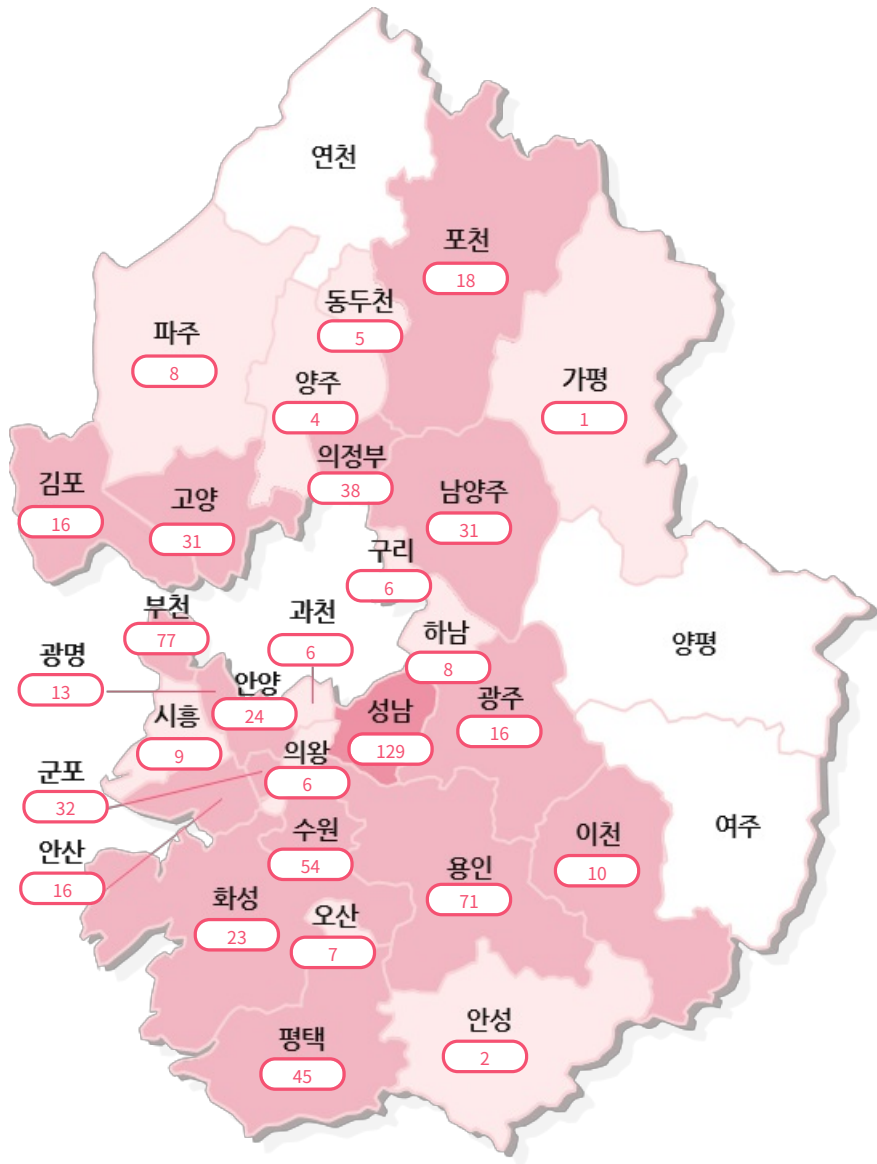 연천
포천
18
동두천
5
파주
8
양주
4
가평
1
의정부
38
김포
16
고양
31
남양주
31
구리
6
부천
77
과천
6
하남
8
양평
광명
13
안양
24
시흥
9
성남
129
광주
16
의왕
6
군포
32
수원
54
이천
10
여주
안산
16
용인
71
화성
23
오산
7
안성
2
평택
45